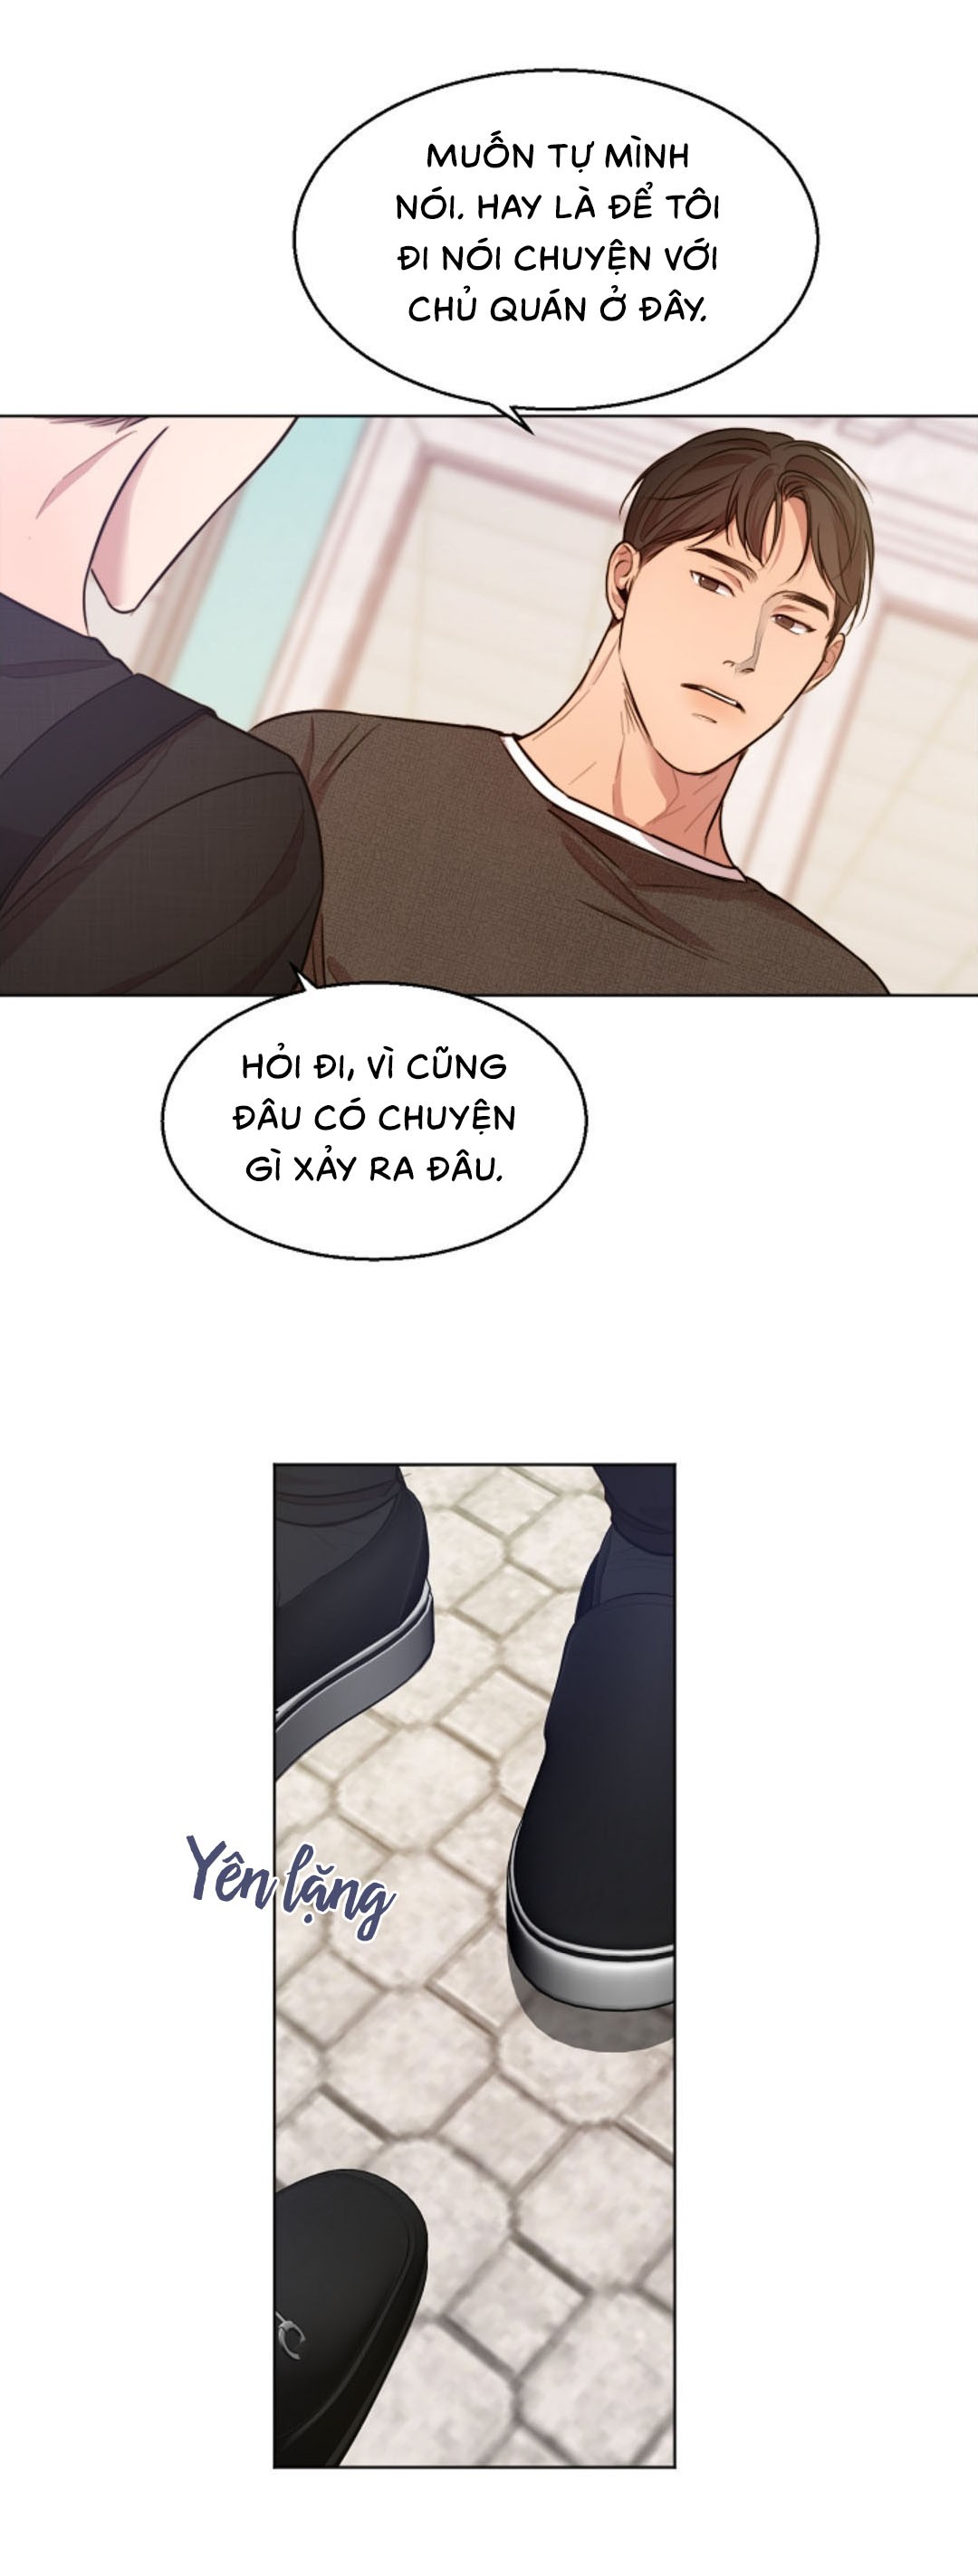 MUỐN TỰ MÌNH
NÓI. HAY LÀ ĐỂ TÔI
ĐI NÓI CHUYỆN VỚI
CHỦ QUÁN Ở ĐÂY.
HỎI ĐI, VÌ CŨNG
ĐÂU CÓ CHUYỆN
GÌ XẢY RA ĐÂU.
Yên lặng